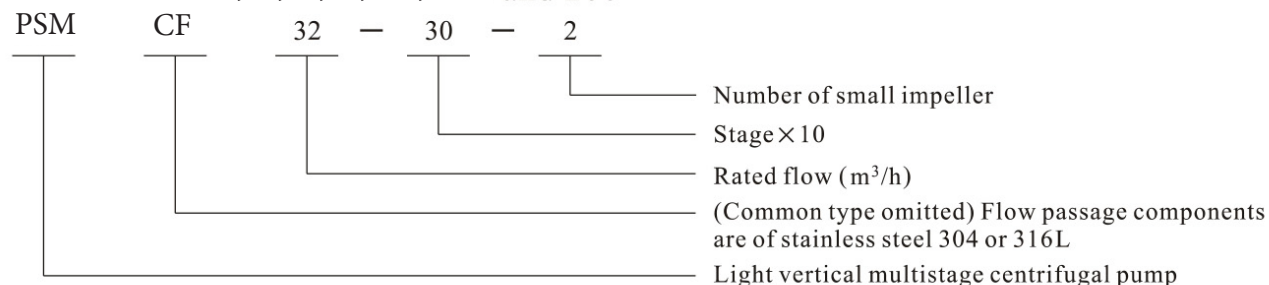 PSM CF 32 — 30 — 2
Number of small impeller
Stage×10
Rated flow (m³/h)
(Common type omitted) Flow passage components
are of stainless steel 304 or 316L
Light vertical multistage centrifugal pump